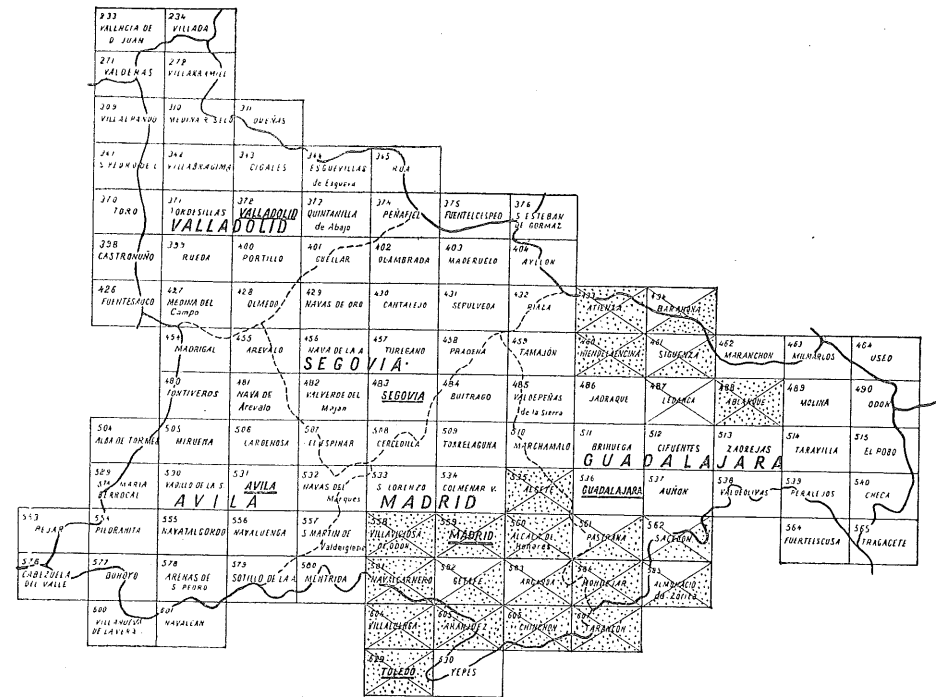 233 234
VALENCIA DE D JUAN VILLADA
271 272
VALDERAS VILLARRAMIEL
309 310 311
VILLALPANDO MEDINA R. SECO DUEÑAS
341 342 343 344 345
S PEDRO DE L VILLABRAGIMA CIGALES ESGUEVILLAS de Esgueva ROA
370 371 372 373 374 375 376
TORO TORDESILLAS VALLADOLID QUINTANILLA de Abajo PEÑAFIEL FUENTELCESPED S ESTEBAN DE GORMAZ
VALLADOLID
398 399 400 401 402 403 404
CASTRONUÑO RUEDA PORTILLO CUELLAR OLAMBRADA MADERUELO AYLLON
426 427 428 429 430 431 432 433 434
FUENTESAUCO MEDINA DEL Campo OLMEDO NAVAS DE ORO CANTALEJO SEPULVEDA RIAZA ATIENZA BARAHONA
454 455 456 457 458 459 460 461 462 463 464
MADRIGAL AREVALO NAVA DE LA A TUREGANO PRADENA TAMAJÓN HIENDELAENCINA SIGUENZA MARANCHON MILMARCOS USED
SEGOVIA
480 481 482 483 484 485 486 487 488 489 490
FONTIVEROS NAVA DE Arévalo VALVERDE DEL Majan SEGOVIA BUITRAGO VALDEPEÑAS de la Sierra JADRAQUE LEDANCA ABLANQUE MOLINA ODON
504 505 506 507 508 509 510 511 512 513 514 515
ALBA DE TORMES MIRUEÑA CARDEÑOSA EL ESPINAR CERCEDILLA TORRELAGUNA MARCHAMALO BRIHUEGA CIFUENTES ZAOREJAS TARAVILLA EL POBO
GUADALAJARA
529 530 531 532 533 534 535 536 537 538 539 540
Sta MARIA BERROCAL VADILLO DE LA S. AVILA NAVAS DEL Marques S. LORENZO COLMENAR V. ALGETE GUADALAJARA AUÑON VALDEOLIVAS PERALEJOS CHECA
AVILA MADRID
553 554 555 556 557 558 559 560 561 562 564 565
BEJAR PIEDRAHITA NAVATALGORDO NAVALUENGA S MARTIN DE Valdeiglesias VILLAVICIOSA DE ODON MADRID ALCALA DE Henares PASTRANA SACEDON FUERTELSCUSA TRAGACETE
576 577 578 579 580 581 582 583 584 585
CABEZUELA DEL VALLE BOHOYO ARENAS DE S. PEDRO SOTILLO DE LA A MENTRIDA NAVALCARNERO GETAFE ARGANDA MONDEJAR ALMONACID de Zorita
600 601 604 605 606 607
VILLANUEVA DE LA VERA NAVALCAN VILLALUENGA ARANJUEZ CHINCHON TARANCON
629 630
TOLEDO YEPES